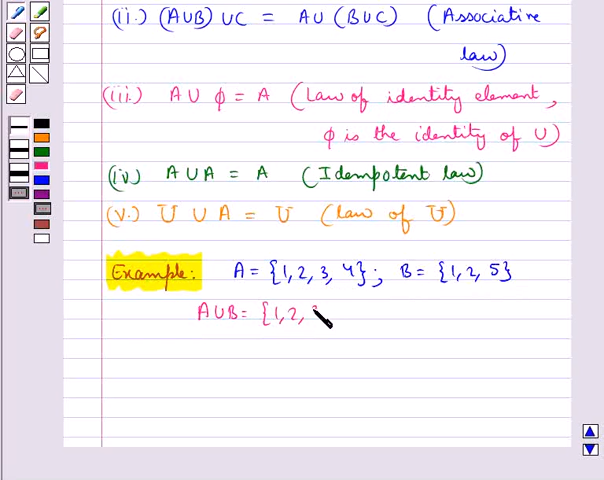 (ii.) (A∪B) ∪C = A∪ (B∪C) (Associative
law)
(iii.) A ∪ ϕ = A (Law of identity element,
ϕ is the identity of ∪)
(iv.) A∪A = A (Idempotent law)
(v.) U ∪ A = U (law of U)
Example: A = {1, 2, 3, 4}; B = {1, 2, 5}
A∪B = {1, 2,